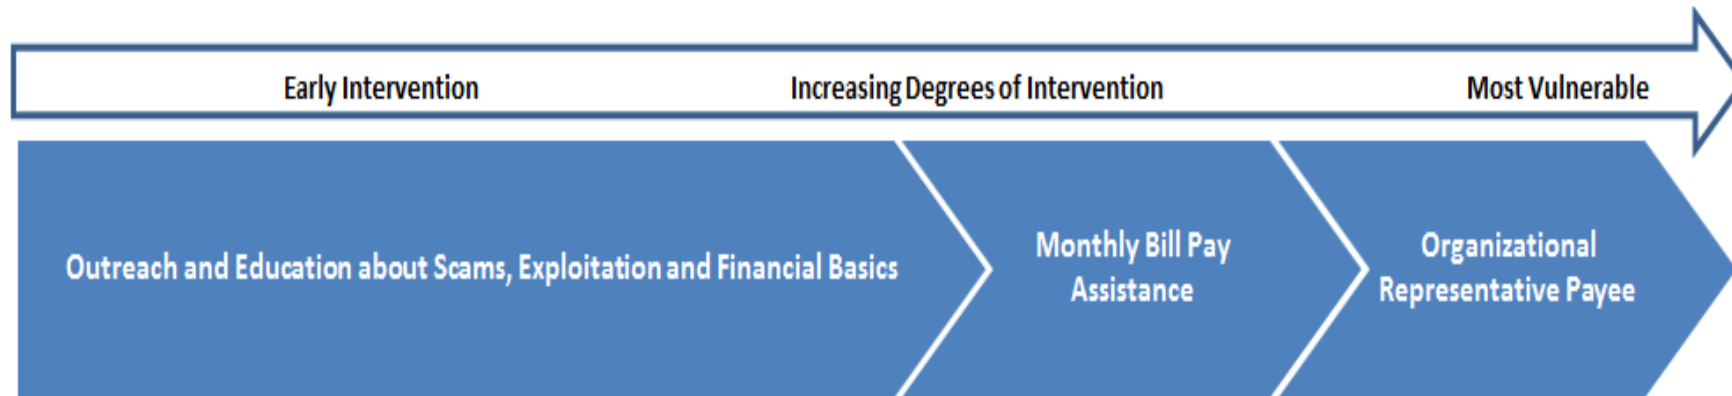 Early Intervention
Increasing Degrees of Intervention
Most Vulnerable
Outreach and Education about Scams, Exploitation and Financial Basics
Monthly Bill Pay
Assistance
Organizational
Representative Payee